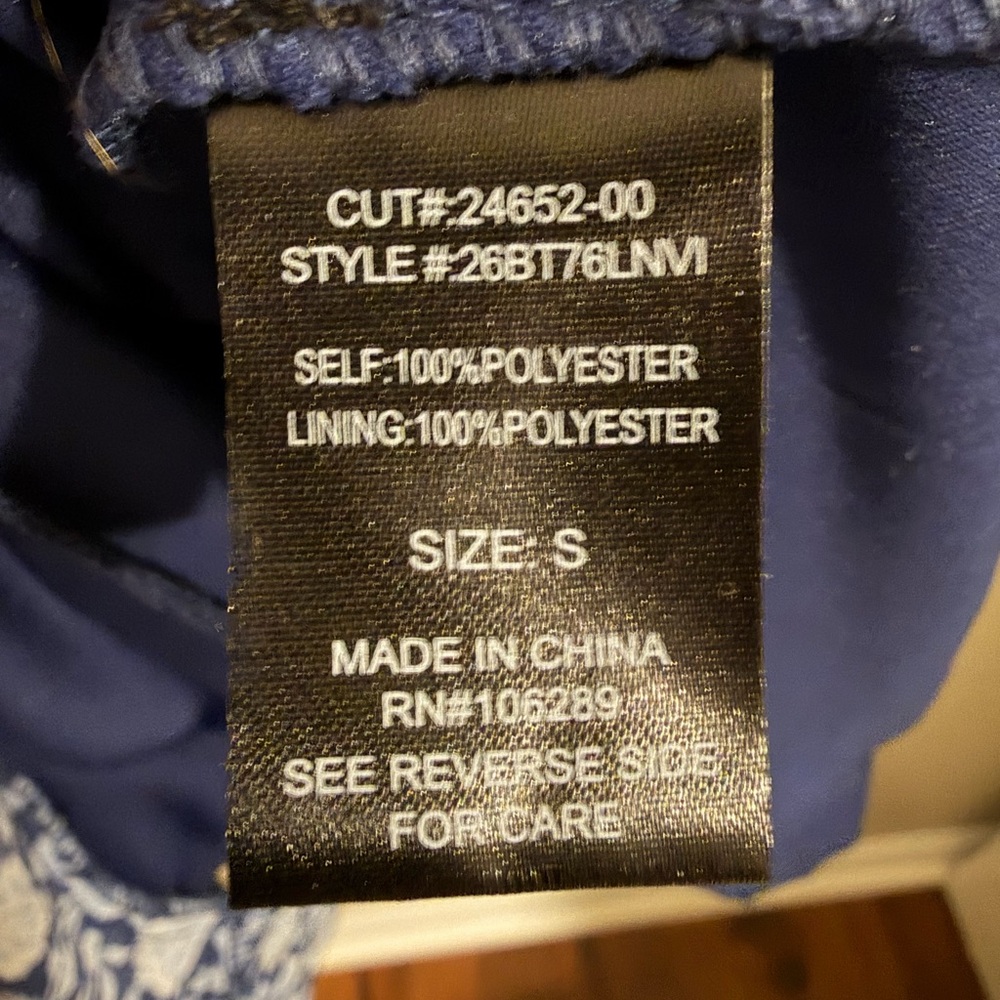 CUT#:24652-00
STYLE #:26BT76LNVI
SELF:100%POLYESTER
LINING:100%POLYESTER
SIZE: S
MADE IN CHINA
RN#106289
SEE REVERSE SIDE
FOR CARE